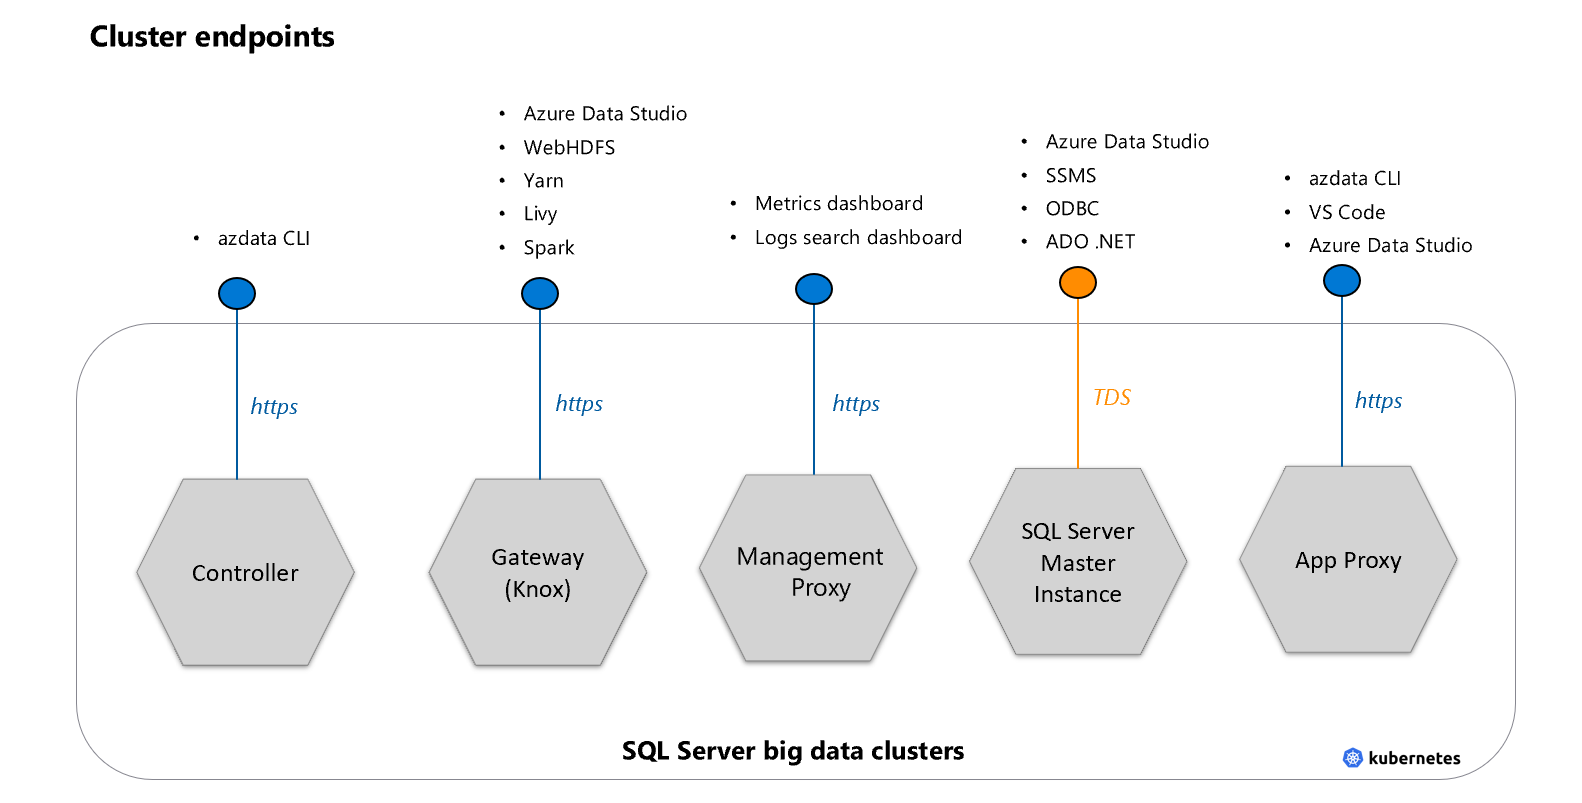 Cluster endpoints
• azdata CLI
• Azure Data Studio
• WebHDFS
• Yarn
• Livy
• Spark
• Metrics dashboard
• Logs search dashboard
• Azure Data Studio
• SSMS
• ODBC
• ADO .NET
• azdata CLI
• VS Code
• Azure Data Studio
https
https
https
TDS
https
Controller
Gateway
(Knox)
Management
Proxy
SQL Server
Master
Instance
App Proxy
SQL Server big data clusters
kubernetes